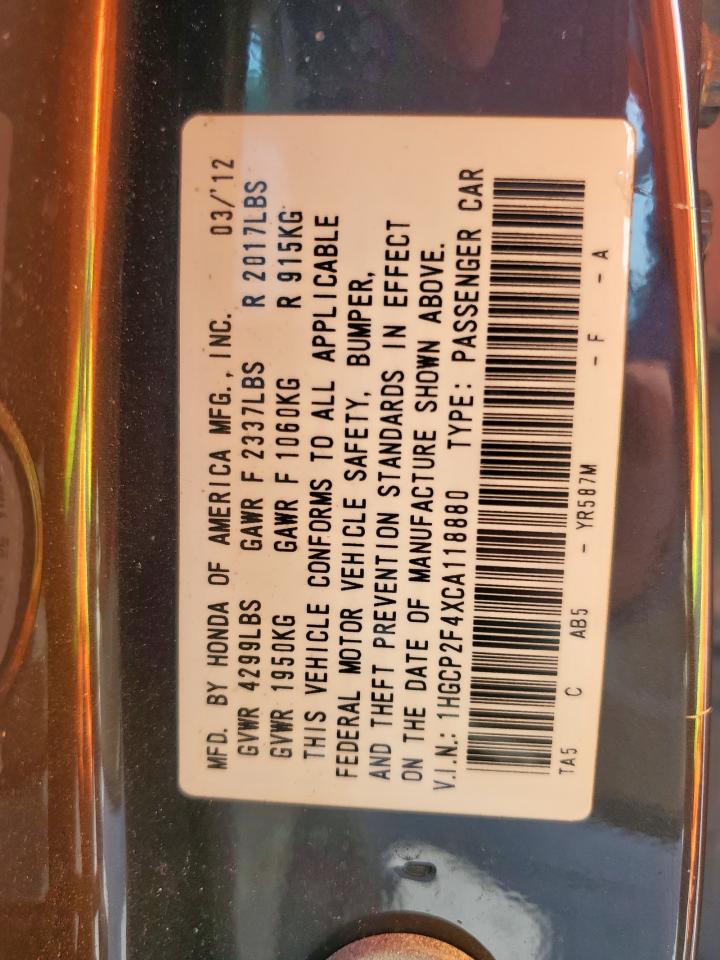 MFD. BY HONDA OF AMERICA MFG., INC. 03/'12
GVWR 4299LBS GAWR F 2337LBS R 2017LBS
GVWR 1950KG GAWR F 1060KG R 915KG
THIS VEHICLE CONFORMS TO ALL APPLICABLE
FEDERAL MOTOR VEHICLE SAFETY, BUMPER,
AND THEFT PREVENTION STANDARDS IN EFFECT
ON THE DATE OF MANUFACTURE SHOWN ABOVE.
V.I.N.: 1HGCP2F4XCA118880 TYPE: PASSENGER CAR
TA5 C AB5 - YR587M - F - A